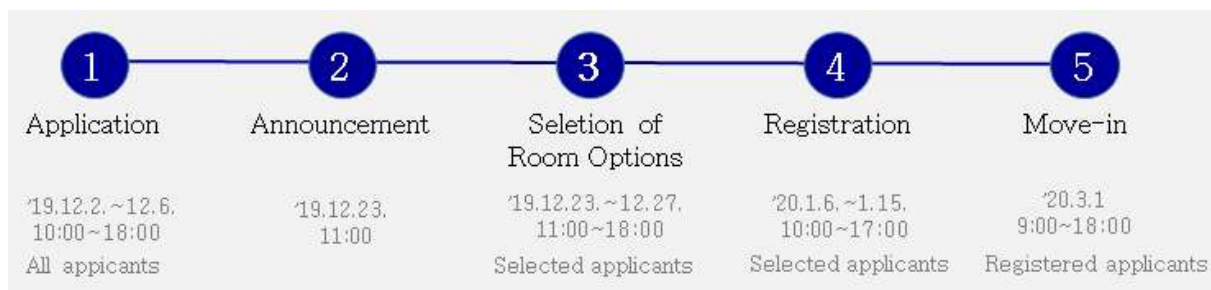 1
2
3
4
5
Application
Announcement
Seletion of
Room Options
Registration
Move-in
'19.12.2.~12.6.
10:00~18:00
All appicants
'19.12.23.
11:00
'19.12.23.~12.27.
11:00~18:00
Selected applicants
'20.1.6.~1.15.
10:00~17:00
Selected applicants
'20.3.1
9:00~18:00
Registered applicants